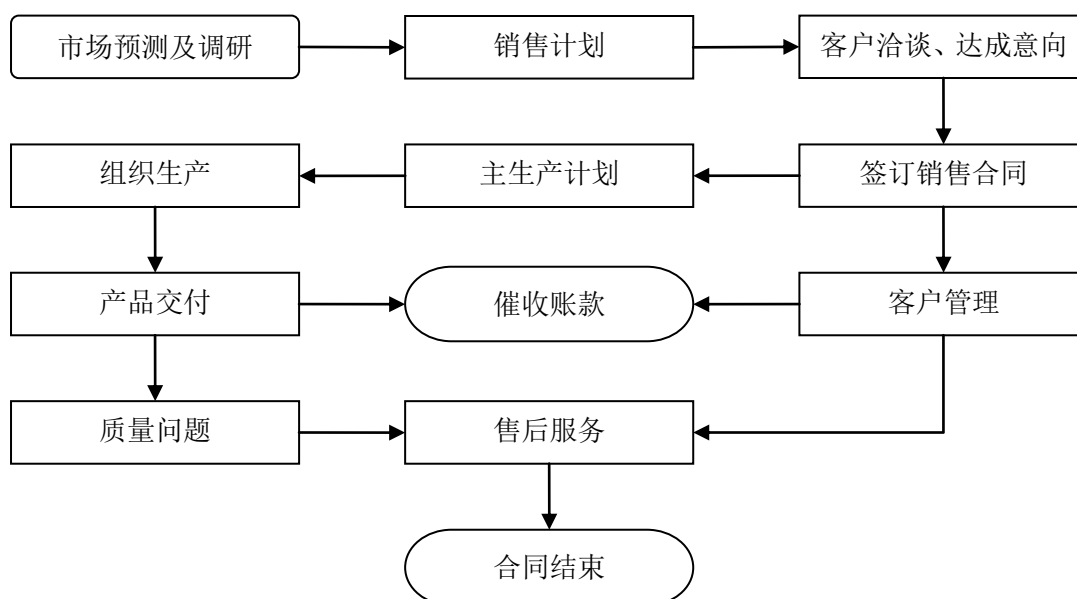 市场预测及调研
销售计划
客户洽谈、达成意向
组织生产
主生产计划
签订销售合同
产品交付
催收账款
客户管理
质量问题
售后服务
合同结束